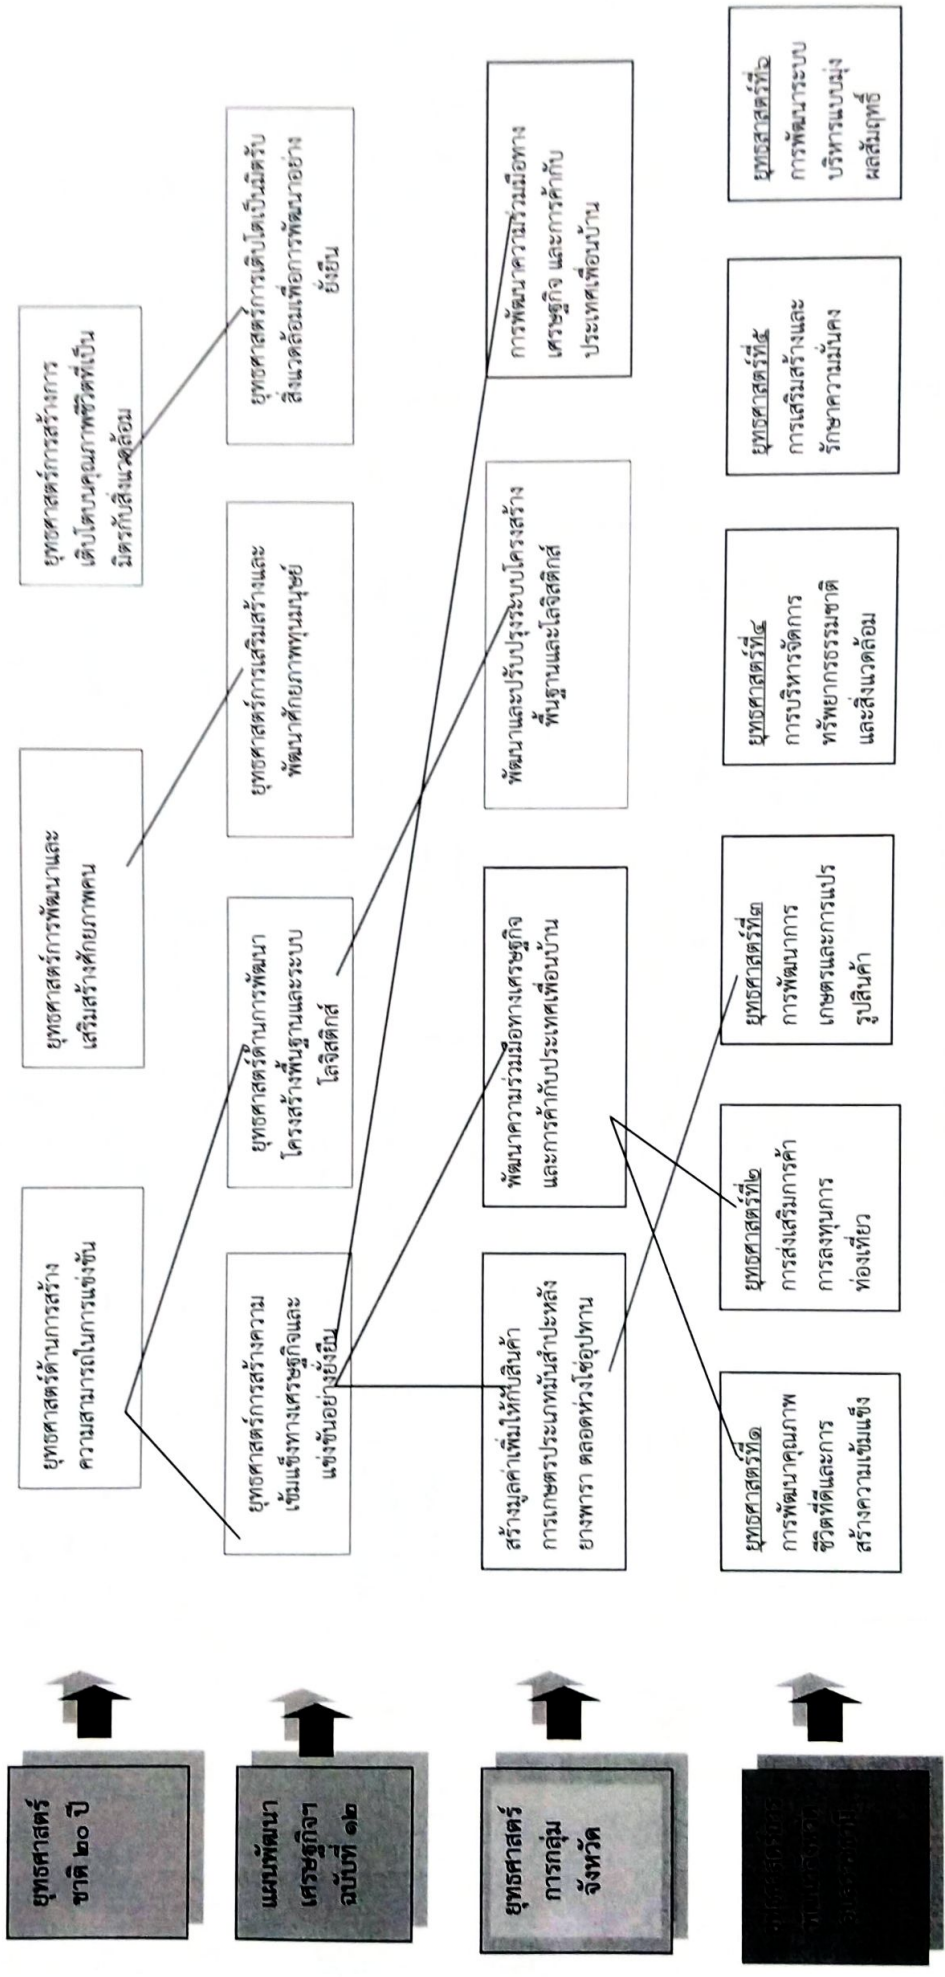 ยุทธศาสตร์
ชาติ ๒๐ ปี
ยุทธศาสตร์ด้านการสร้าง
ความสามารถในการแข่งขัน
ยุทธศาสตร์การพัฒนาและ
เสริมสร้างศักยภาพคน
ยุทธศาสตร์การสร้างการ
เติบโตบนคุณภาพชีวิตที่เป็น
มิตรกับสิ่งแวดล้อม
แผนพัฒนา
เศรษฐกิจฯ
ฉบับที่ ๑๒
ยุทธศาสตร์การสร้างความ
เข้มแข็งทางเศรษฐกิจและ
แข่งขันอย่างยั่งยืน
ยุทธศาสตร์ด้านการพัฒนา
โครงสร้างพื้นฐานและระบบ
โลจิสติกส์
ยุทธศาสตร์การเสริมสร้างและ
พัฒนาศักยภาพทุนมนุษย์
ยุทธศาสตร์การเติบโตเป็นมิตรับ
สิ่งแวดล้อมเพื่อการพัฒนาอย่าง
ยั่งยืน
ยุทธศาสตร์
การกลุ่ม
จังหวัด
สร้างมูลค่าเพิ่มให้กับสินค้า
การเกษตรประเภทมันสำปะหลัง
ยางพารา ตลอดห่วงโซ่อุปทาน
พัฒนาความร่วมมือทางเศรษฐกิจ
และการค้ากับประเทศเพื่อนบ้าน
พัฒนาและปรับปรุงระบบโครงสร้าง
พื้นฐานและโลจิสติกส์
การพัฒนาความร่วมมือทาง
เศรษฐกิจ และการค้ากับ
ประเทศเพื่อนบ้าน
ยุทธศาสตร์ที่๑
การพัฒนาคุณภาพ
ชีวิตที่ดีและการ
สร้างความเข้มแข็ง
ยุทธศาสตร์ที่๒
การส่งเสริมการค้า
การลงทุนการ
ท่องเที่ยว
ยุทธศาสตร์ที่๓
การพัฒนาการ
เกษตรและการแปร
รูปสินค้า
ยุทธศาสตร์ที่๔
การบริหารจัดการ
ทรัพยากรธรรมชาติ
และสิ่งแวดล้อม
ยุทธศาสตร์ที่๕
การเสริมสร้างและ
รักษาความมั่นคง
ยุทธสาสตร์ที่๖
การพัฒนาระบบ
บริหารแบบมุ่ง
ผลสัมฤทธิ์